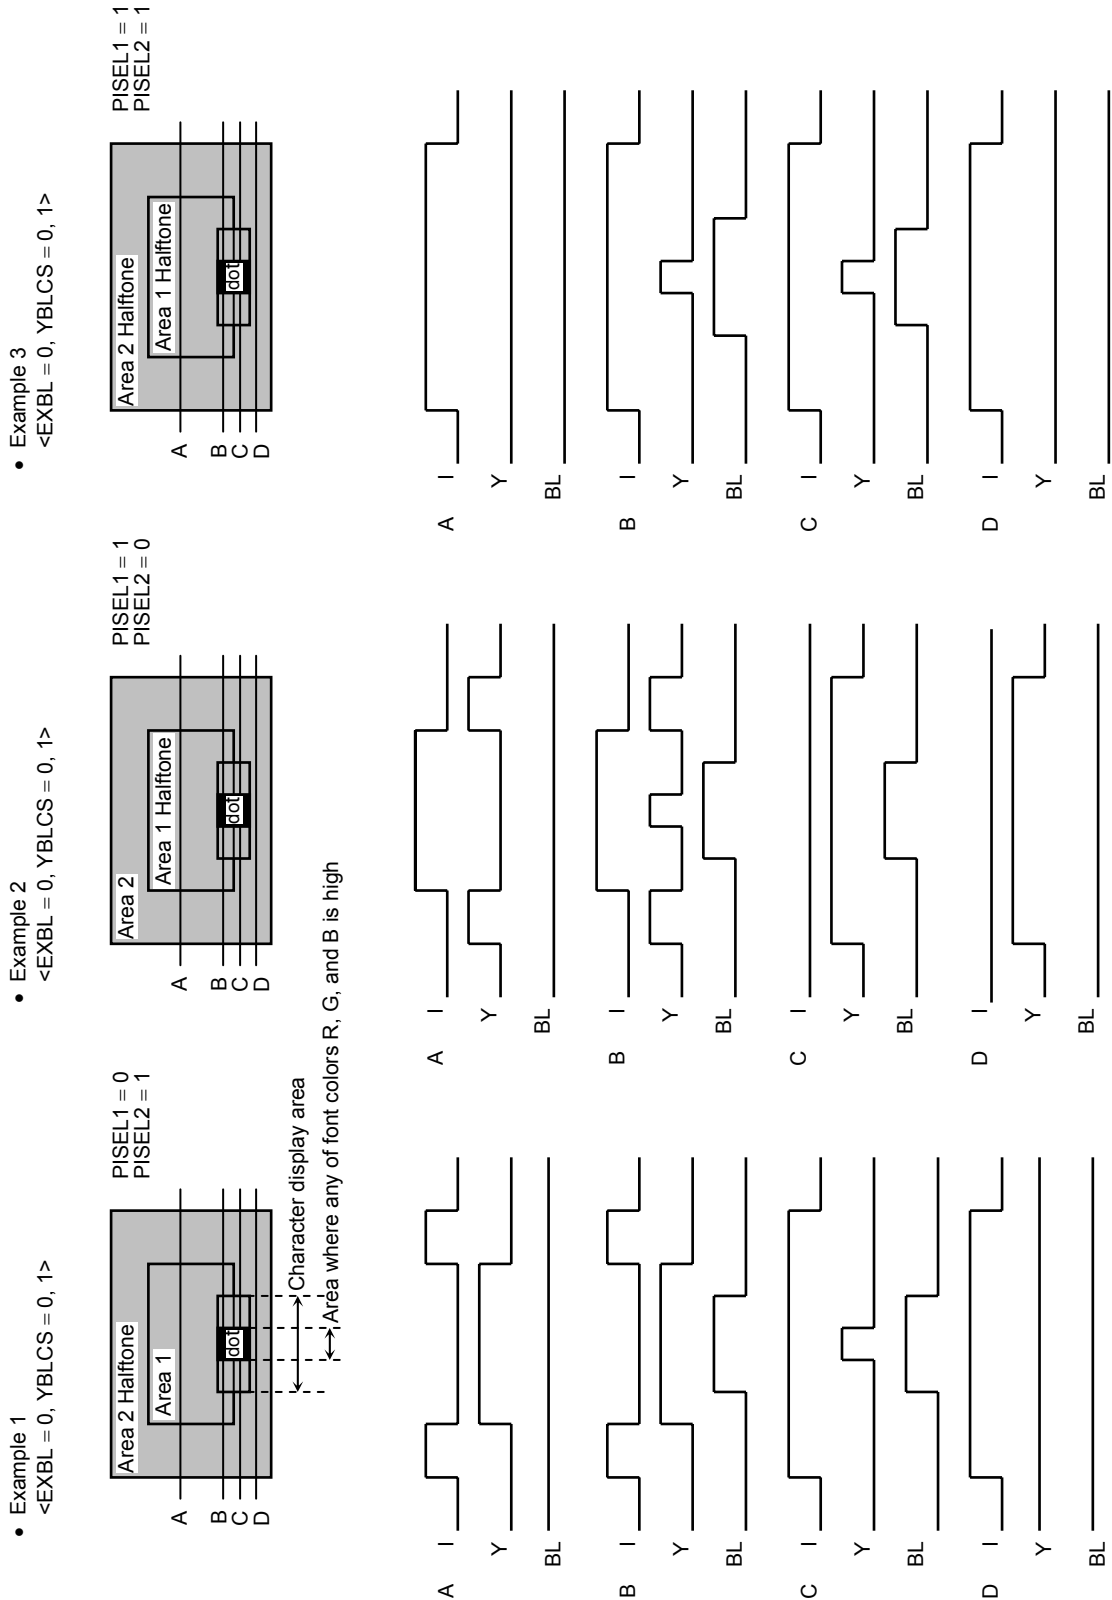 • Example 1
<EXBL = 0, YBLCS = 0, 1>
PISEL1 = 0
PISEL2 = 1
Area 2 Halftone
Area 1
dot
A
B
C
D
Character display area
Area where any of font colors R, G, and B is high
A
I
Y
BL
B
I
Y
BL
C
I
Y
BL
D
I
Y
BL
• Example 2
<EXBL = 0, YBLCS = 0, 1>
PISEL1 = 1
PISEL2 = 0
Area 2
Area 1 Halftone
dot
A
B
C
D
A
I
Y
BL
B
I
Y
BL
C
I
Y
BL
D
I
Y
BL
• Example 3
<EXBL = 0, YBLCS = 0, 1>
PISEL1 = 1
PISEL2 = 1
Area 2 Halftone
Area 1 Halftone
dot
A
B
C
D
A
I
Y
BL
B
I
Y
BL
C
I
Y
BL
D
I
Y
BL